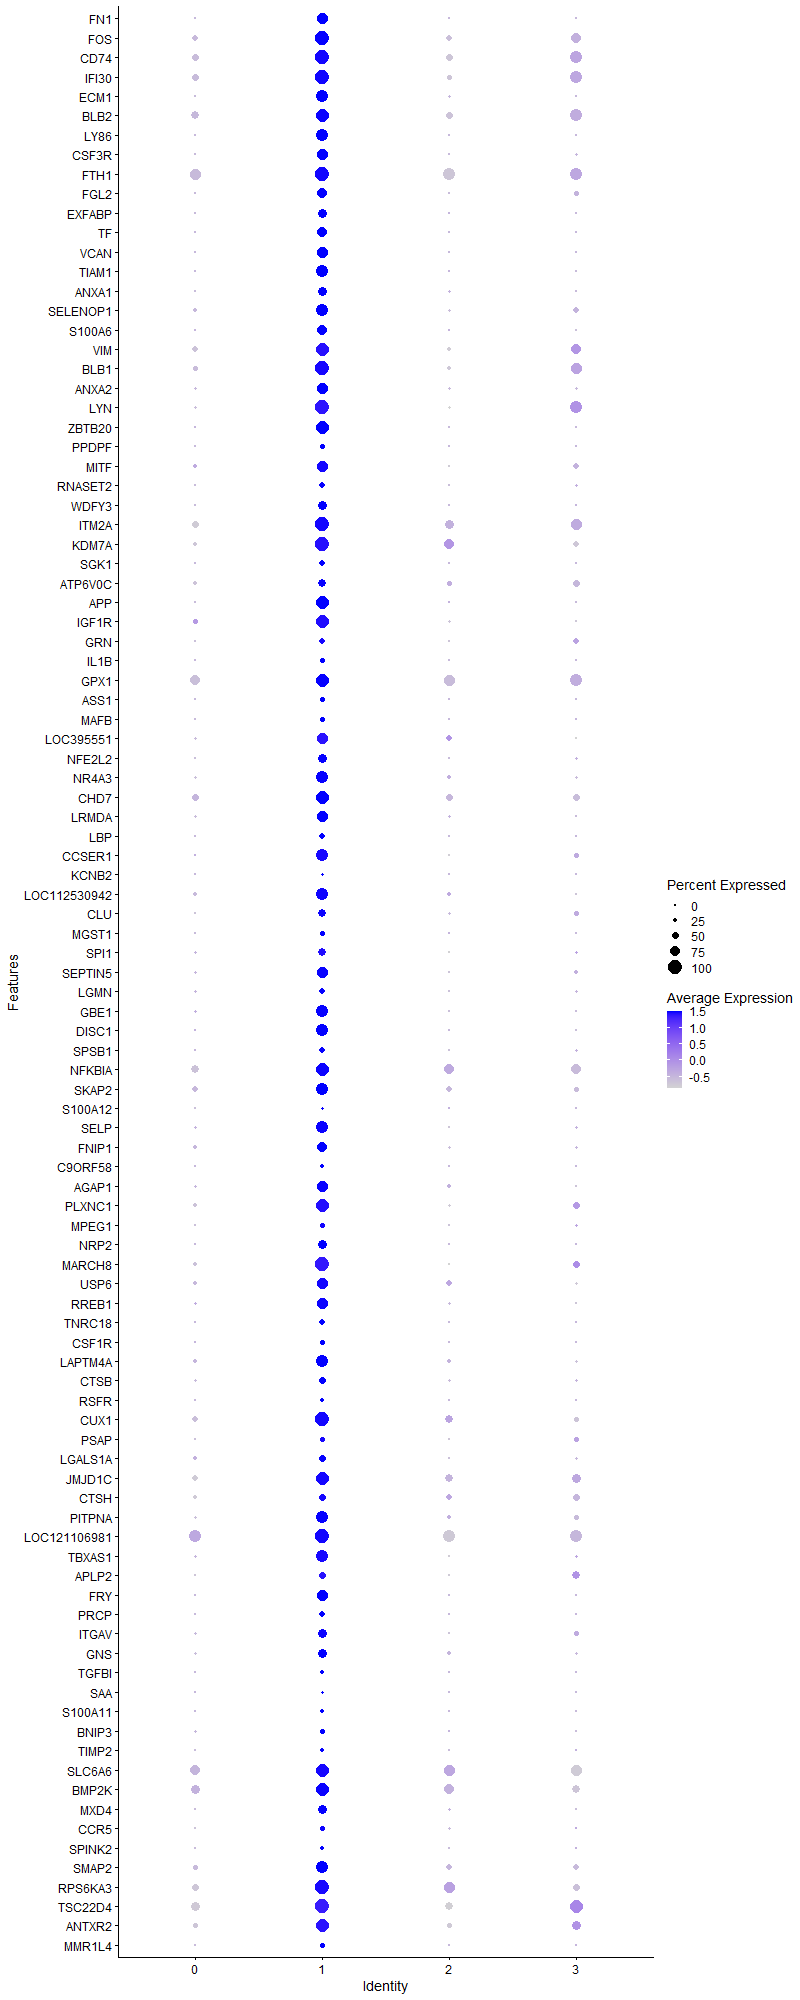 FN1
FOS
CD74
IFI30
ECM1
BLB2
LY86
CSF3R
FTH1
FGL2
EXFABP
TF
VCAN
TIAM1
ANXA1
SELENOP1
S100A6
VIM
BLB1
ANXA2
LYN
ZBTB20
PPDPF
MITF
RNASET2
WDFY3
ITM2A
KDM7A
SGK1
ATP6V0C
APP
IGF1R
GRN
IL1B
GPX1
ASS1
MAFB
LOC395551
NFE2L2
NR4A3
CHD7
LRMDA
LBP
CCSER1
KCNB2
LOC112530942
CLU
MGST1
SPI1
SEPTIN5
LGMN
GBE1
DISC1
SPSB1
NFKBIA
SKAP2
S100A12
SELP
FNIP1
C9ORF58
AGAP1
PLXNC1
MPEG1
NRP2
MARCH8
USP6
RREB1
TNRC18
CSF1R
LAPTM4A
CTSB
RSFR
CUX1
PSAP
LGALS1A
JMJD1C
CTSH
PITPNA
LOC121106981
TBXAS1
APLP2
FRY
PRCP
ITGAV
GNS
TGFBI
SAA
S100A11
BNIP3
TIMP2
SLC6A6
BMP2K
MXD4
CCR5
SPINK2
SMAP2
RPS6KA3
TSC22D4
ANTXR2
MMR1L4
Features
0 1 2 3
Identity
Percent Expressed
0
25
50
75
100
Average Expression
1.5
1.0
0.5
0.0
-0.5